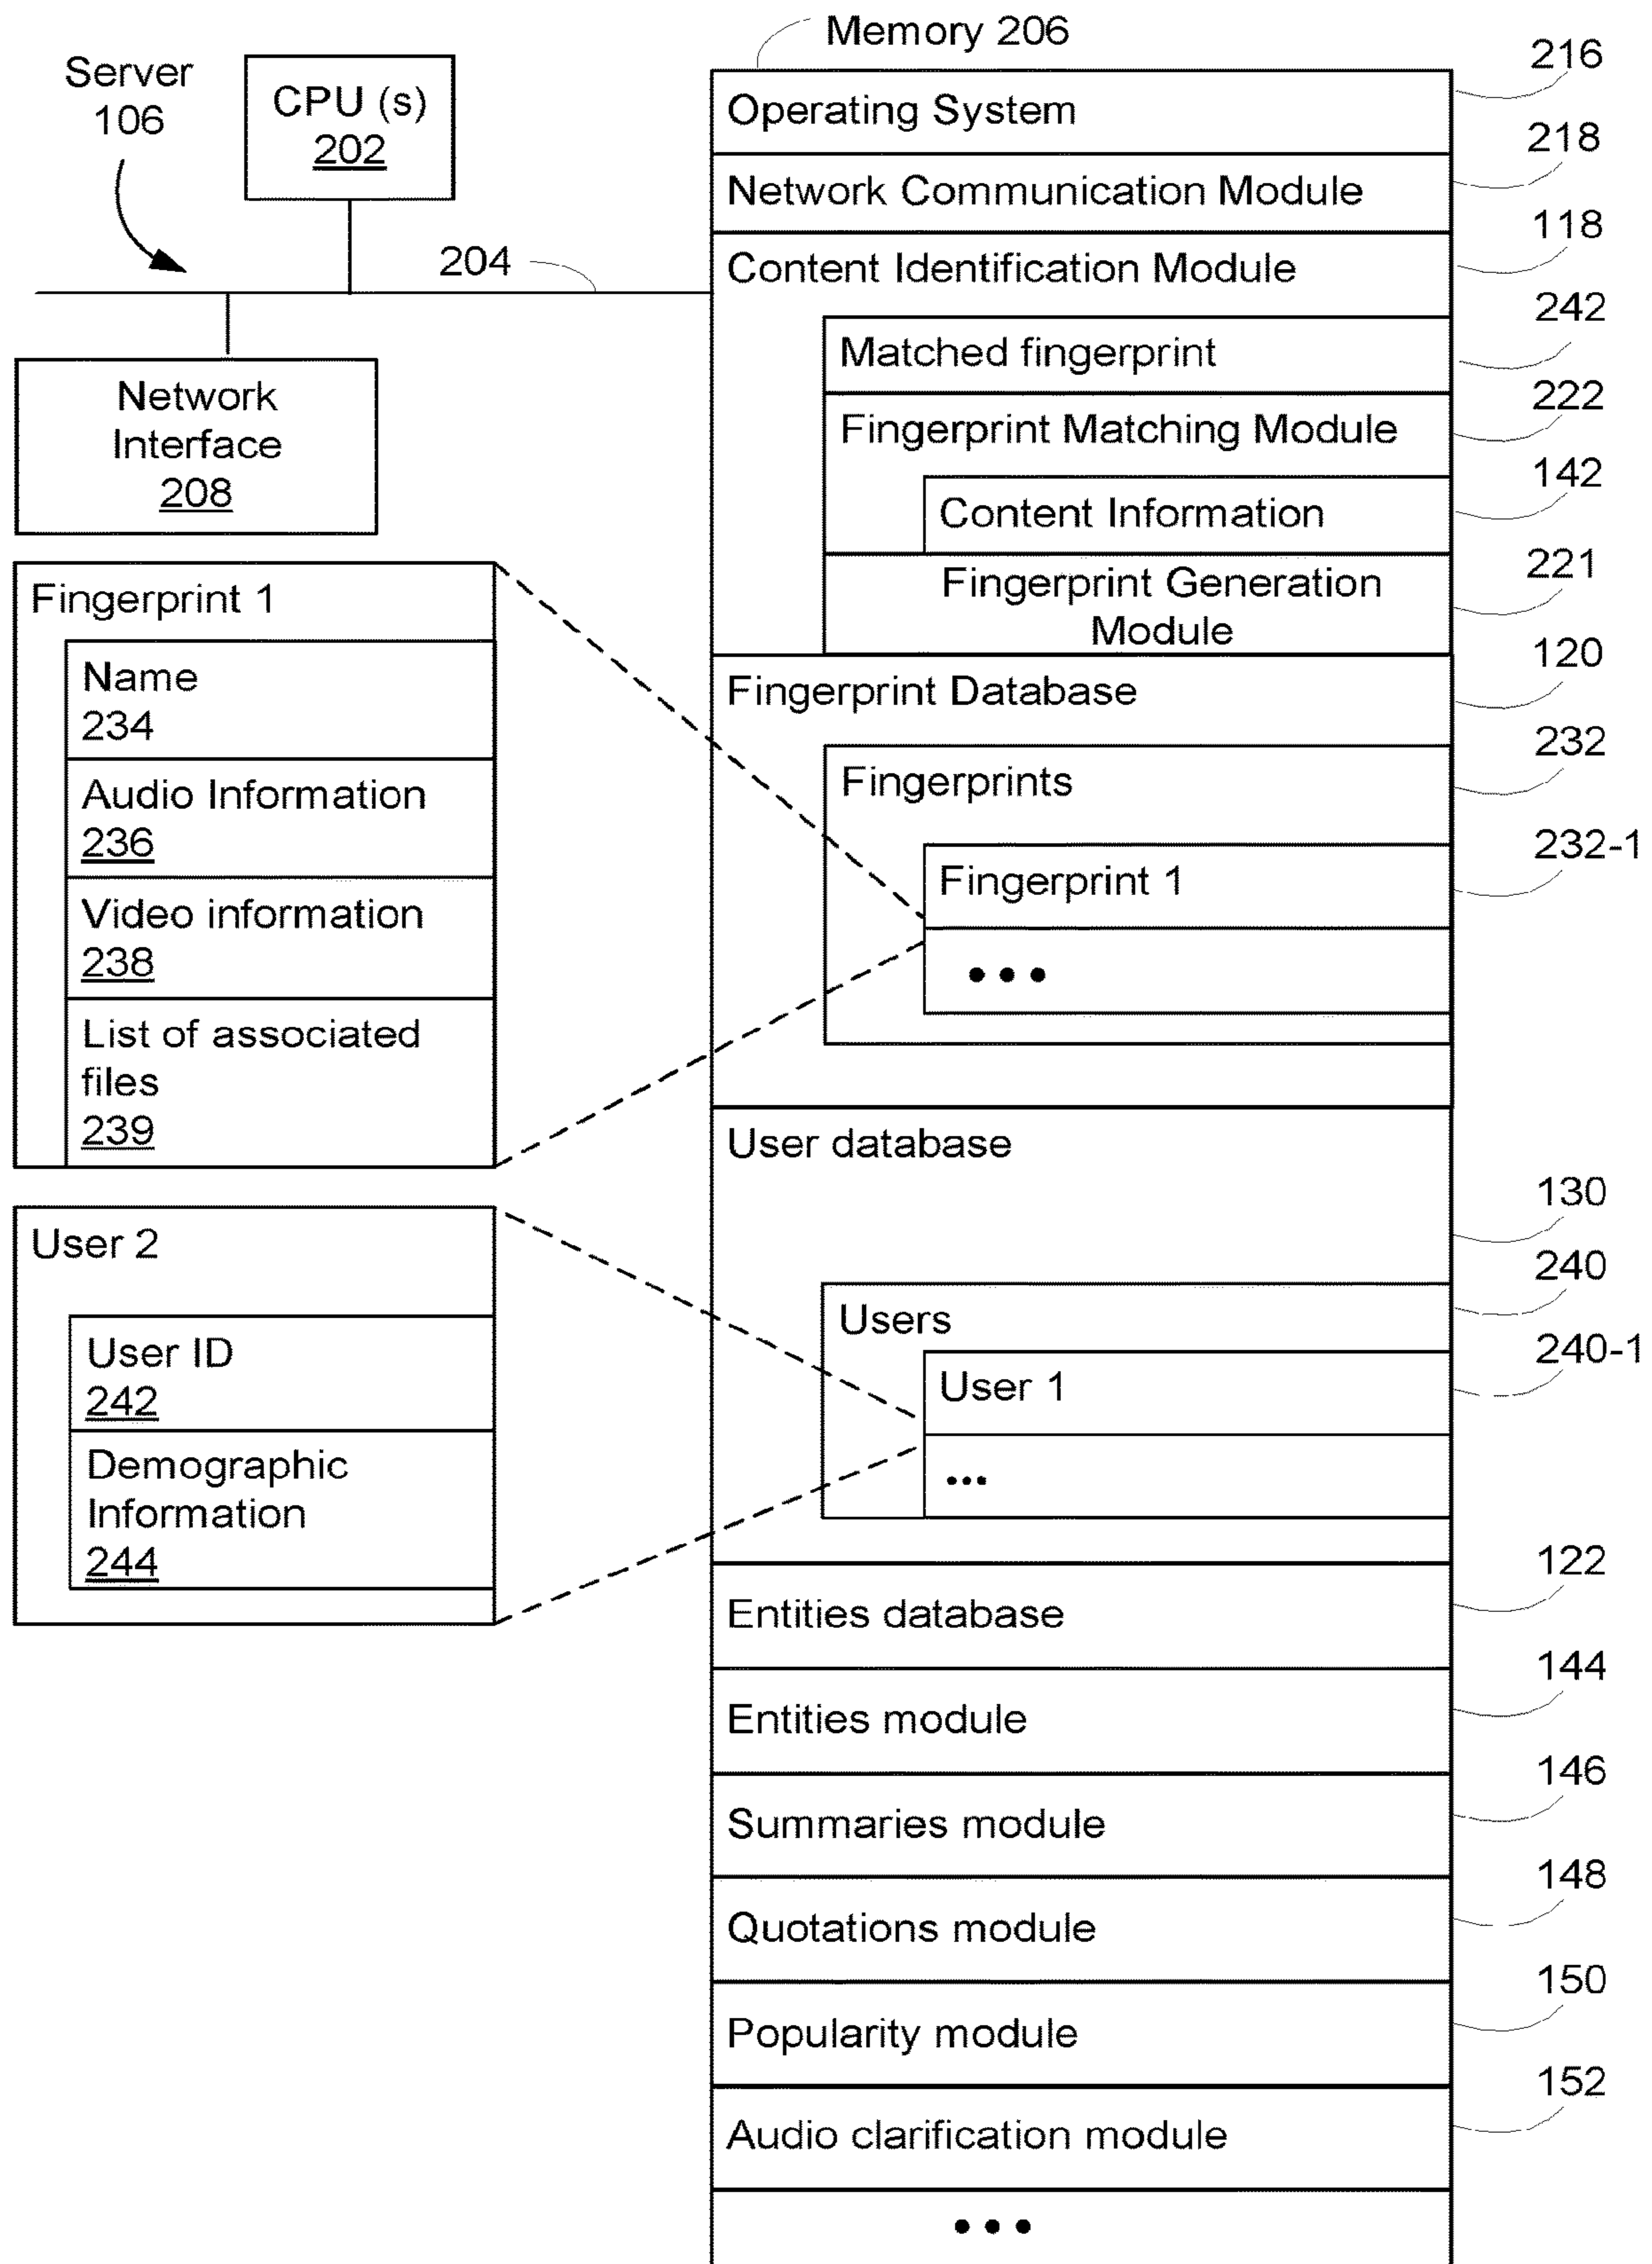 Memory 206
Server
106
CPU (s)
202
204
Network
Interface
208
Operating System
216
Network Communication Module
218
Content Identification Module
118
Matched fingerprint
242
Fingerprint Matching Module
222
Content Information
142
Fingerprint Generation
Module
221
Fingerprint Database
120
Fingerprints
232
Fingerprint 1
232-1
•••
Fingerprint 1
Name
234
Audio Information
236
Video information
238
List of associated
files
239
User database
130
Users
240
User 1
240-1
...
User 2
User ID
242
Demographic
Information
244
Entities database
122
Entities module
144
Summaries module
146
Quotations module
148
Popularity module
150
Audio clarification module
152
•••